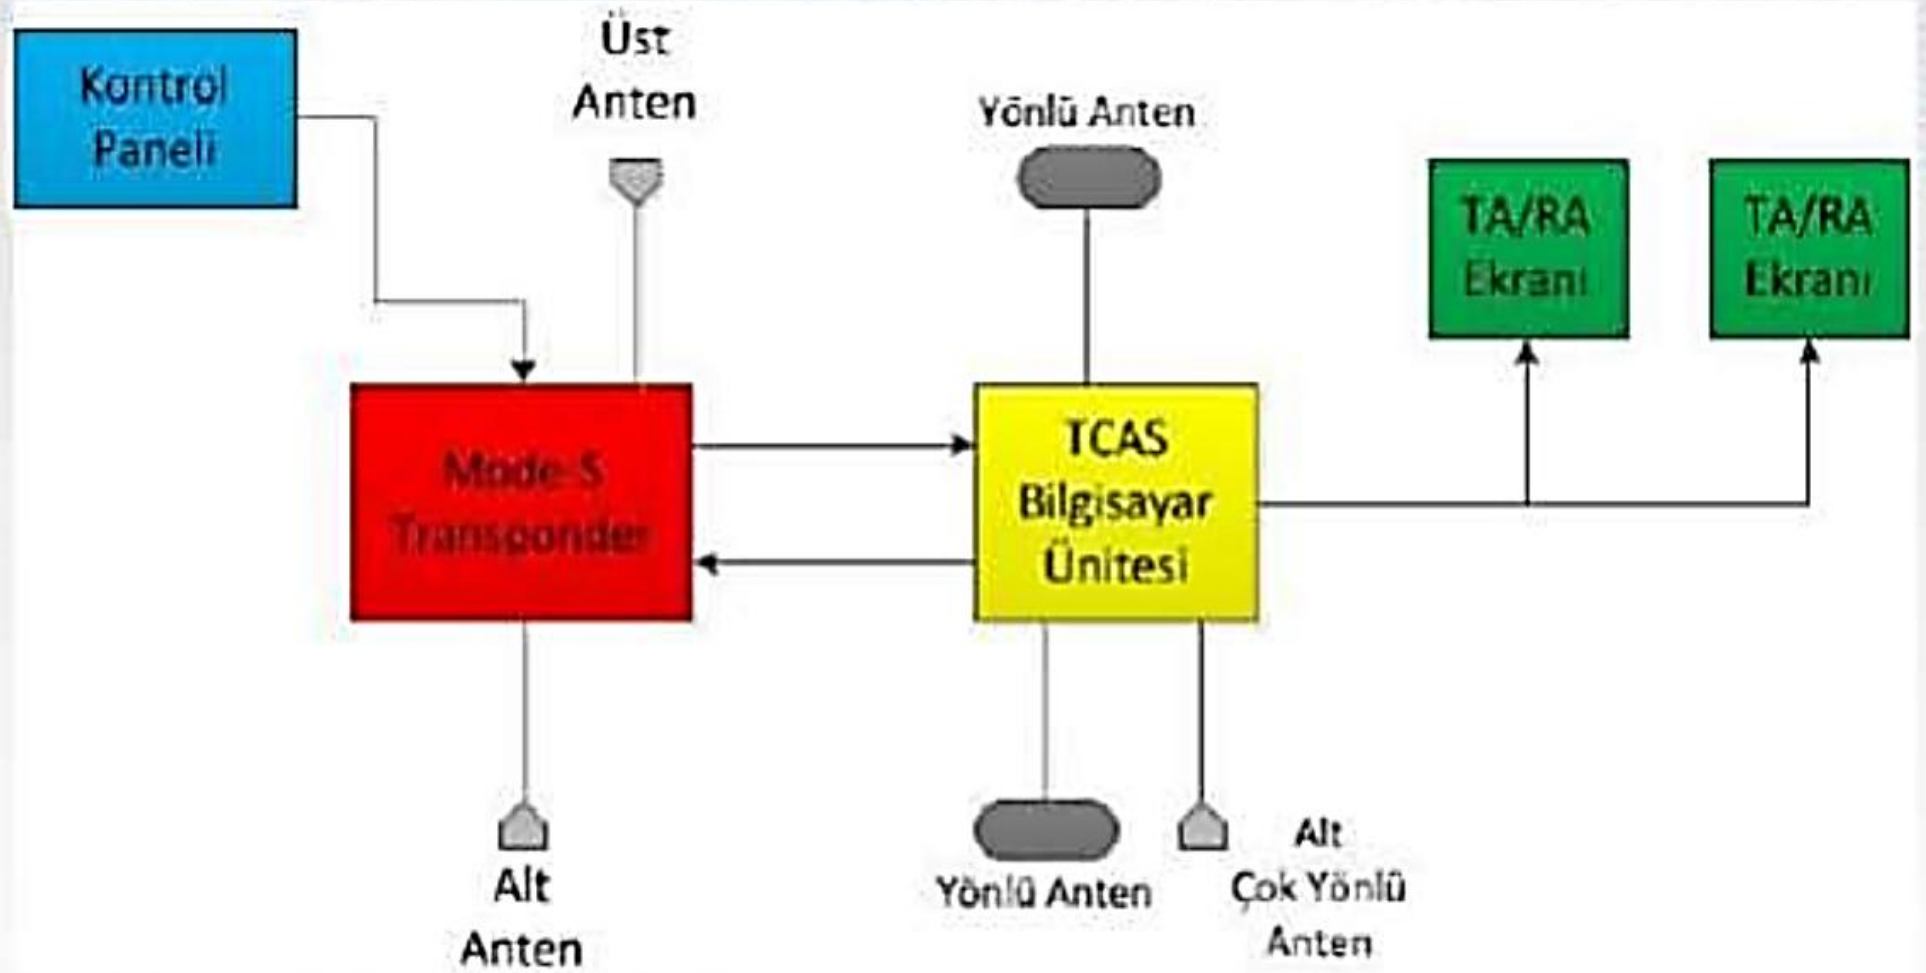 Kontrol
Paneli
Üst
Anten
Yönlü Anten
TA/RA
Ekranı
TA/RA
Ekranı
Mode-S
Transponder
TCAS
Bilgisayar
Ünitesi
Alt
Anten
Yönlü Anten
Alt
Çok Yönlü
Anten